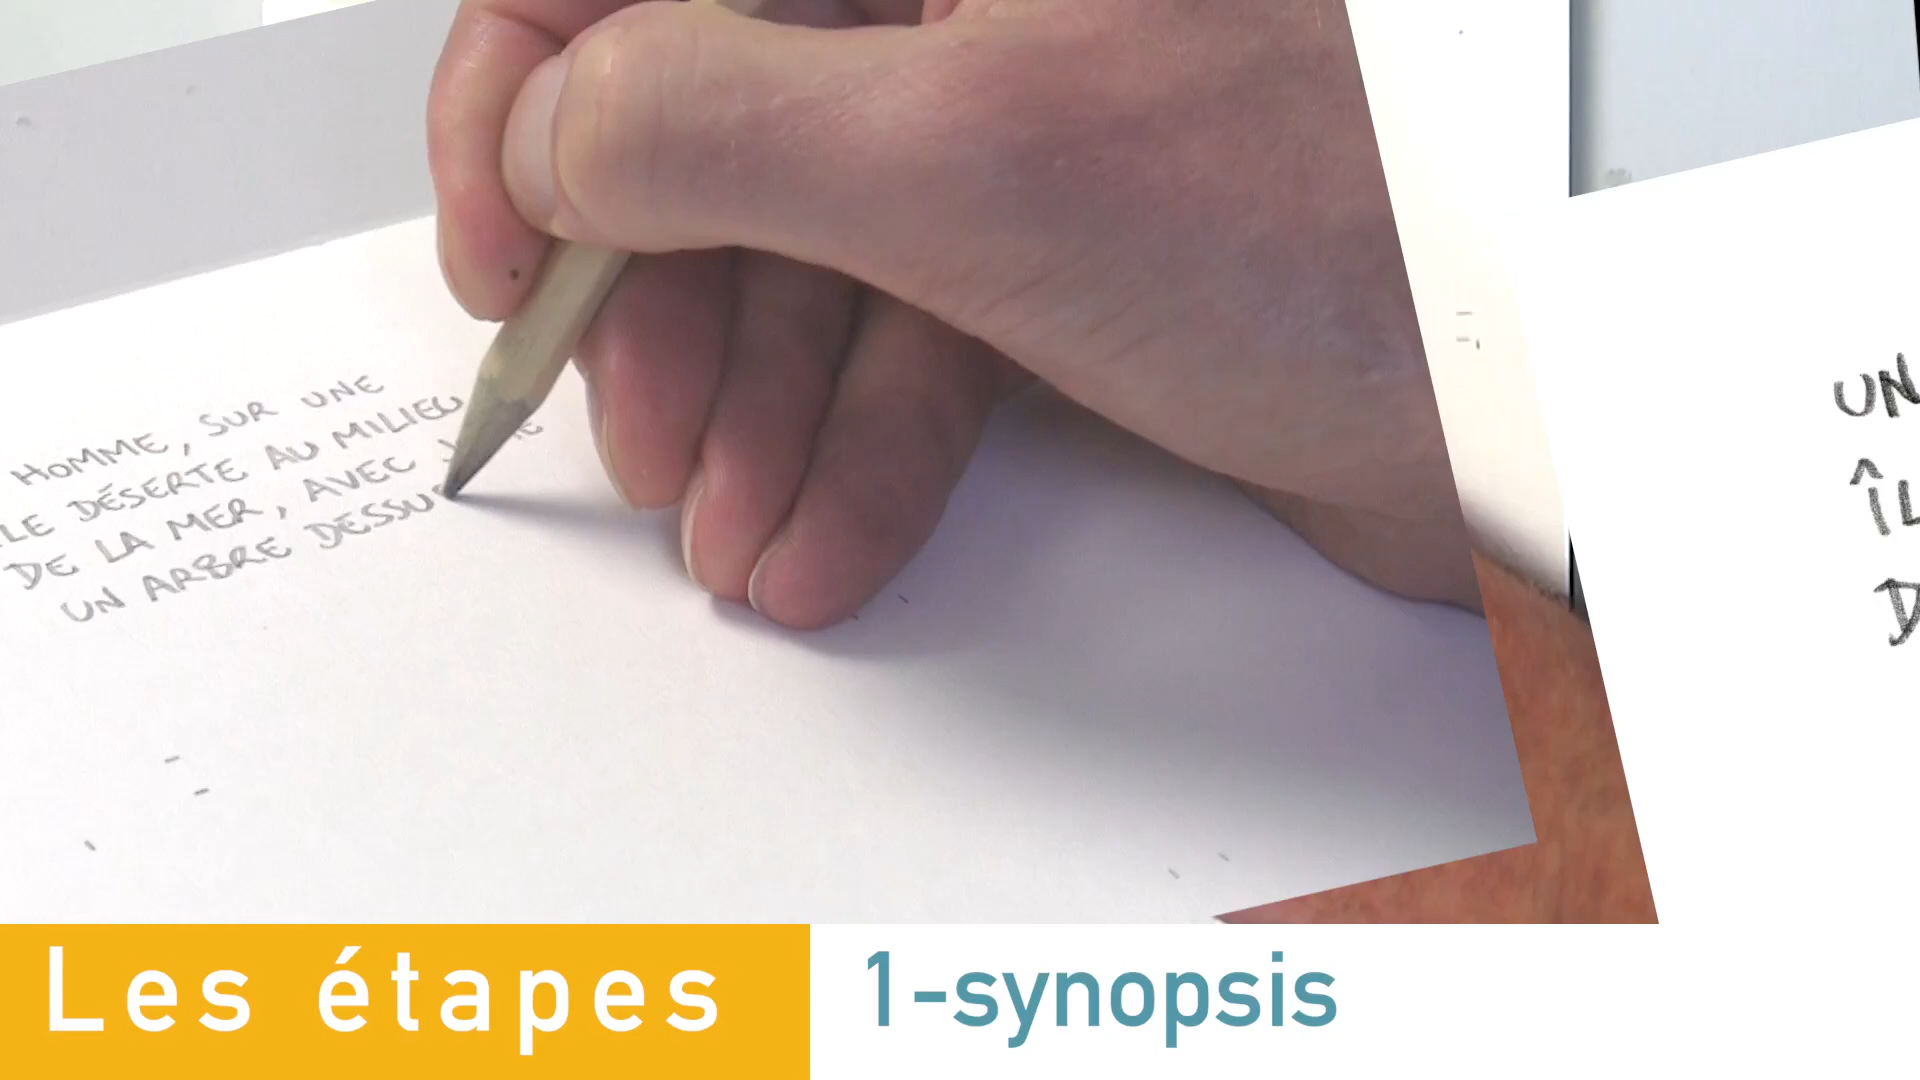 HOMME, SUR UNE
LE DÉSERTE AU MILIEU
DE LA MER, AVEC
UN ARBRE DESSUS
UN
ÎL
D
Les étapes
1-synopsis